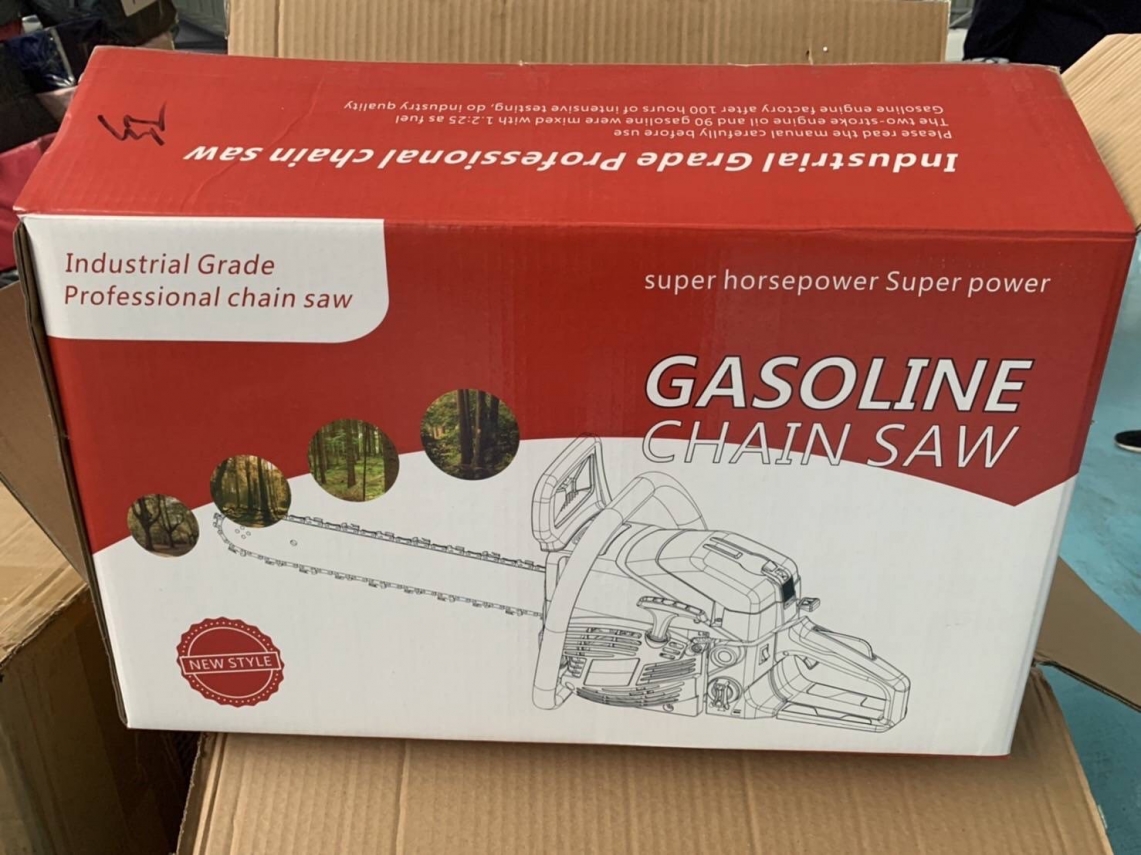 Industrial Grade Professional chain saw
Please read the manual carefully before use
The two-stroke engine oil and 90 gasoline were mixed with 1.2:25 as fuel
Gasoline engine factory after 100 hours of intensive testing, do industry quality
Industrial Grade
Professional chain saw
super horsepower Super power
GASOLINE
CHAIN SAW
NEW STYLE